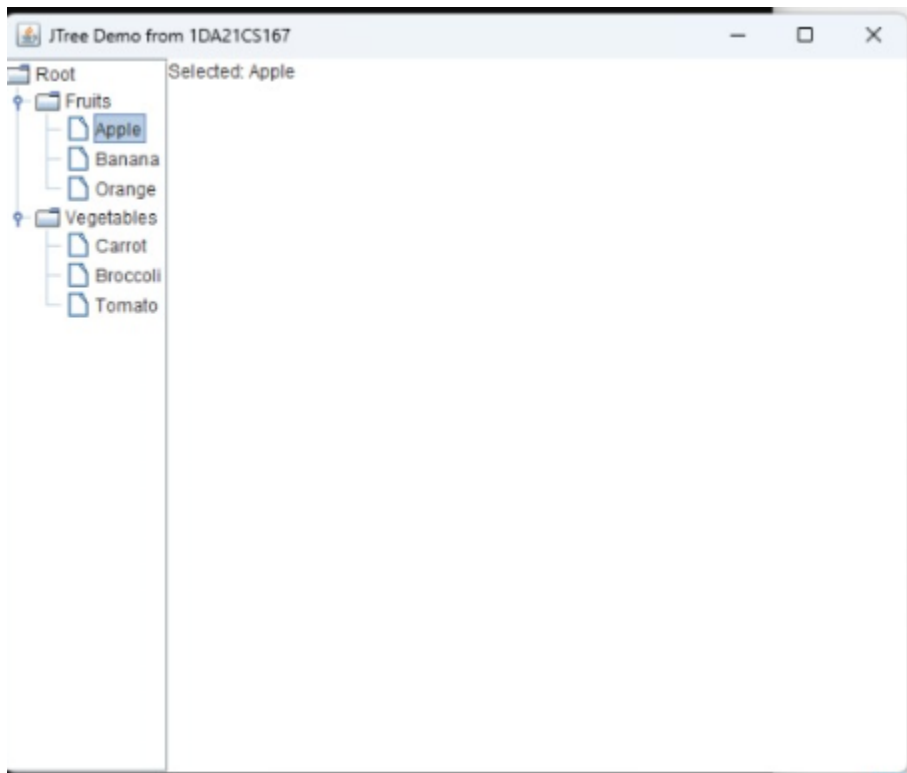 JTree Demo from 1DA21CS167
Root
Fruits
Apple
Banana
Orange
Vegetables
Carrot
Broccoli
Tomato
Selected: Apple